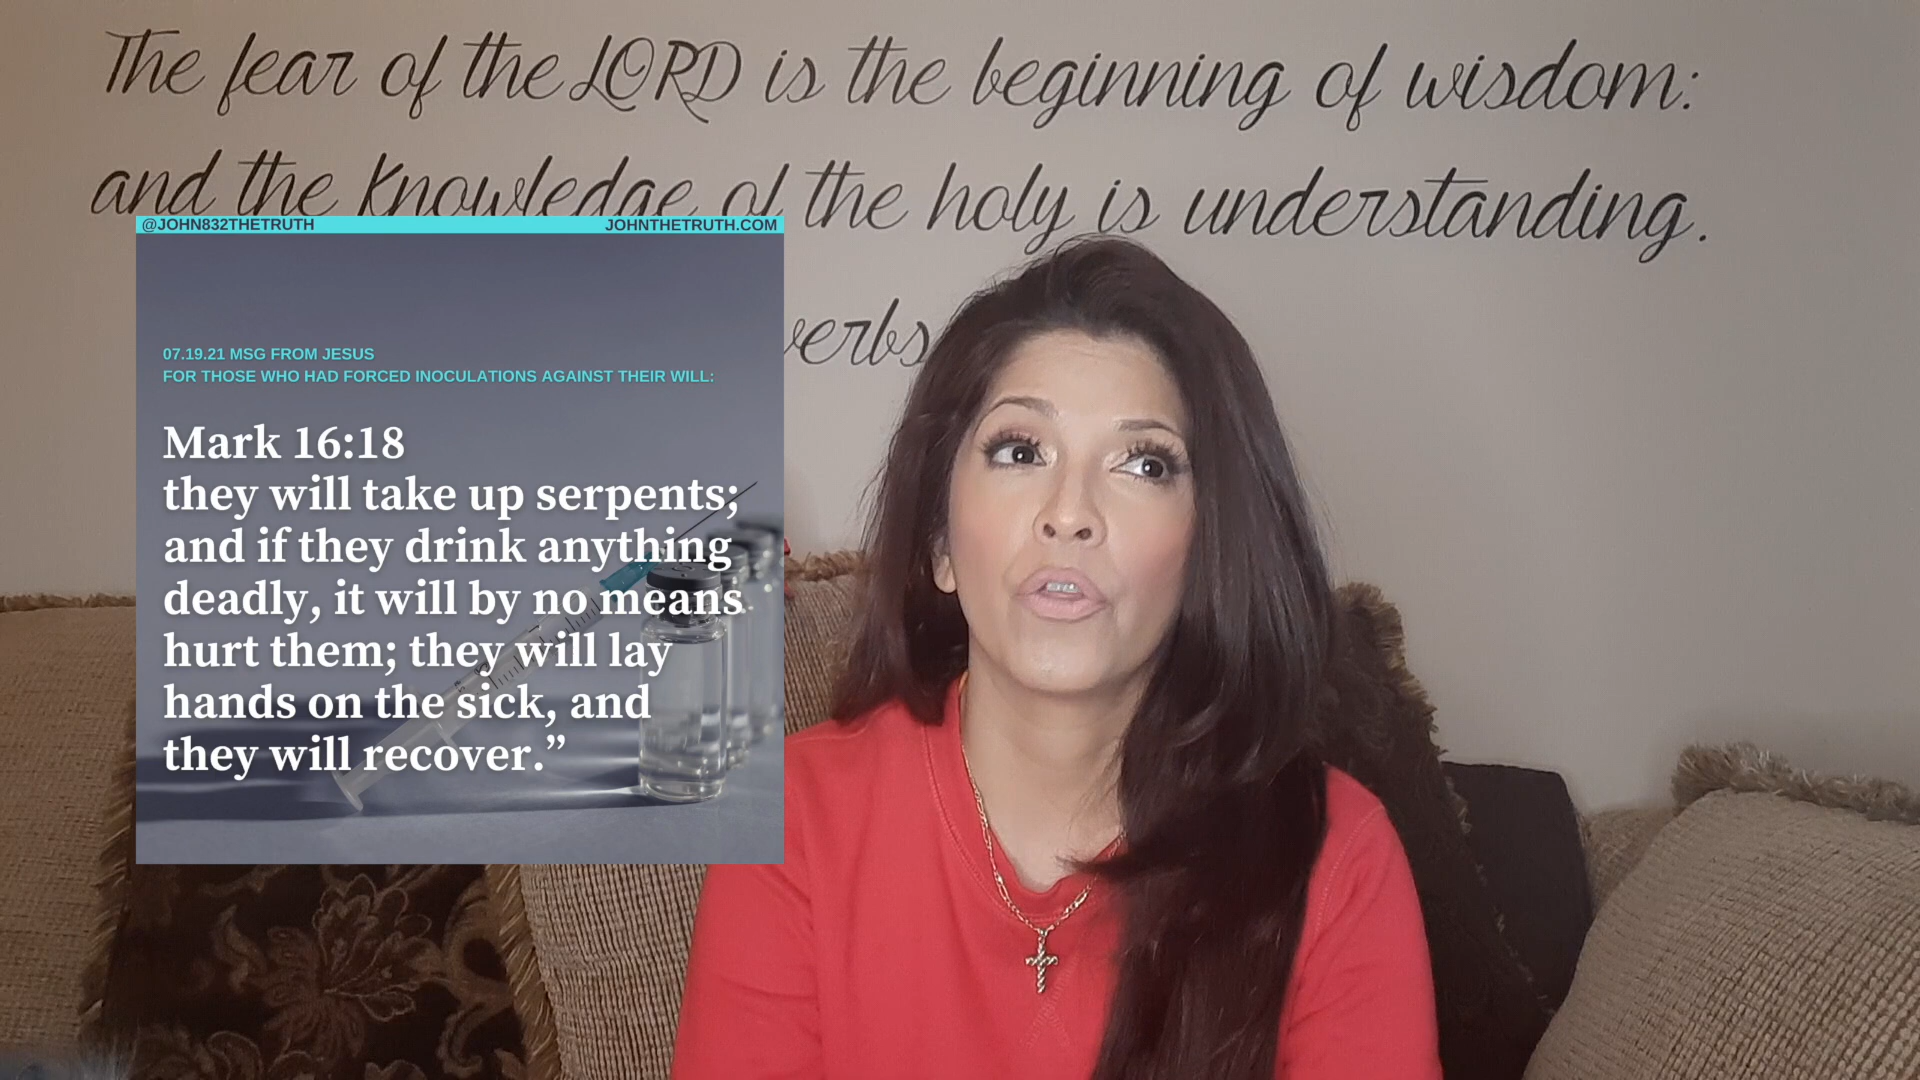 The fear of the LORD is the beginning of wisdom:
and the knowledge of the holy is understanding.
verbs
@JOHN832THETRUTH
JOHNTHETRUTH.COM
07.19.21 MSG FROM JESUS
FOR THOSE WHO HAD FORCED INOCULATIONS AGAINST THEIR WILL:
Mark 16:18
they will take up serpents;
and if they drink anything
deadly, it will by no means
hurt them; they will lay
hands on the sick, and
they will recover.”